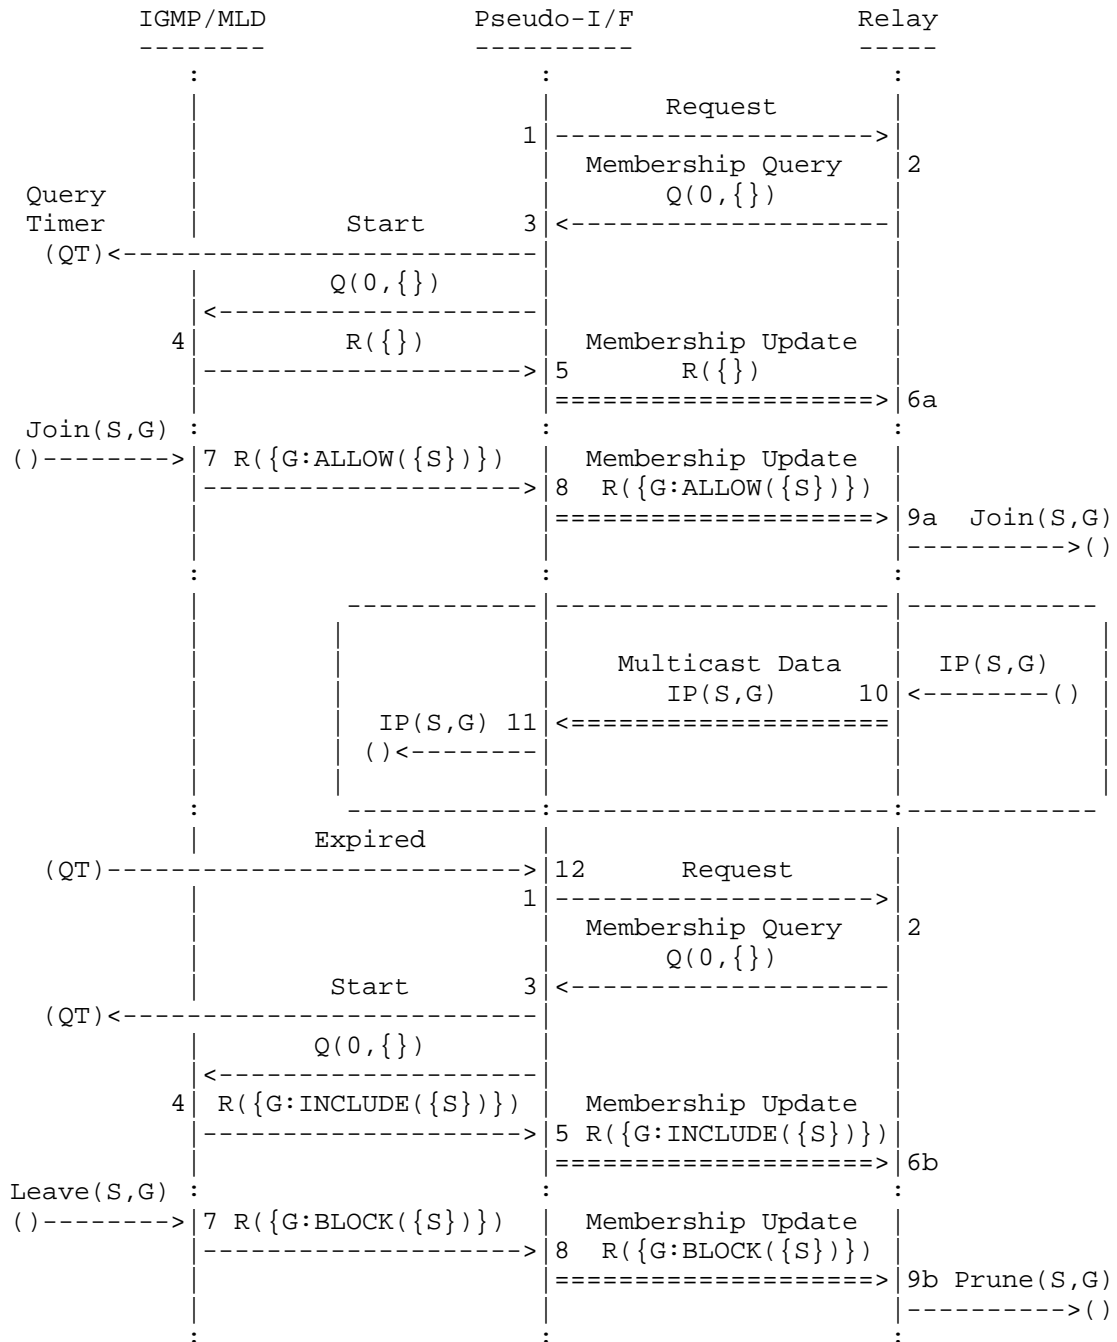 IGMP/MLD Pseudo-I/F Relay
-------- ---------- -----
: : :
| | Request |
| 1|-------------------->|
| | Membership Query |2
Query | | Q(0,{}) |
Timer | Start 3|<--------------------|
(QT)<--------------------------| |
| Q(0,{}) | |
|<--------------------| |
4| R({}) | Membership Update |
|-------------------->|5 R({}) |
| |====================>|6a
Join(S,G) : : :
()-------->|7 R({G:ALLOW({S})}) | Membership Update |
|-------------------->|8 R({G:ALLOW({S})}) |
| |====================>|9a Join(S,G)
| | |---------->()
: : :
| ------------|---------------------|------------
| | | | |
| | | Multicast Data | IP(S,G) |
| | | IP(S,G) 10|<--------() |
| | IP(S,G) 11|<====================| |
| | ()<--------| | |
| | | | |
: ------------:---------------------:------------
| Expired | |
(QT)-------------------------->|12 Request |
| 1|-------------------->|
| | Membership Query |2
| | Q(0,{}) |
| Start 3|<--------------------|
(QT)<--------------------------| |
| Q(0,{}) | |
|<--------------------| |
4| R({G:INCLUDE({S})}) | Membership Update |
|-------------------->|5 R({G:INCLUDE({S})})|
| |====================>|6b
Leave(S,G) : : :
()-------->|7 R({G:BLOCK({S})}) | Membership Update |
|-------------------->|8 R({G:BLOCK({S})}) |
| |====================>|9b Prune(S,G)
| | |---------->()
: : :